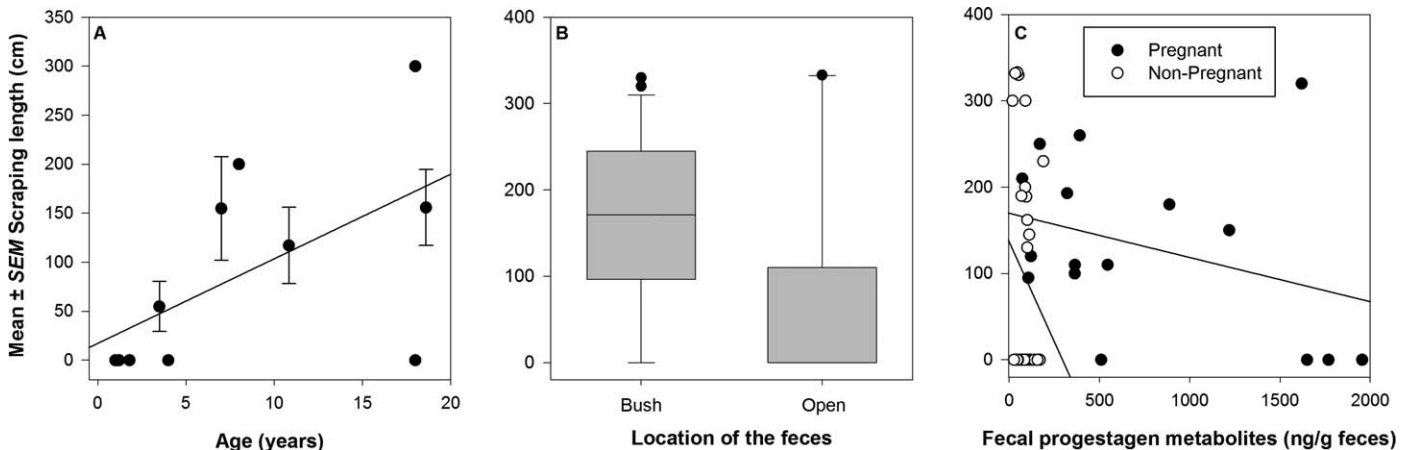 Mean ± SEM Scraping length (cm)
350
300
250
200
150
100
50
0
A
0 5 10 15 20
Age (years)
400
300
200
100
0
B
Bush Open
Location of the feces
400
300
200
100
0
C
Pregnant
Non-Pregnant
0 500 1000 1500 2000
Fecal progestagen metabolites (ng/g feces)